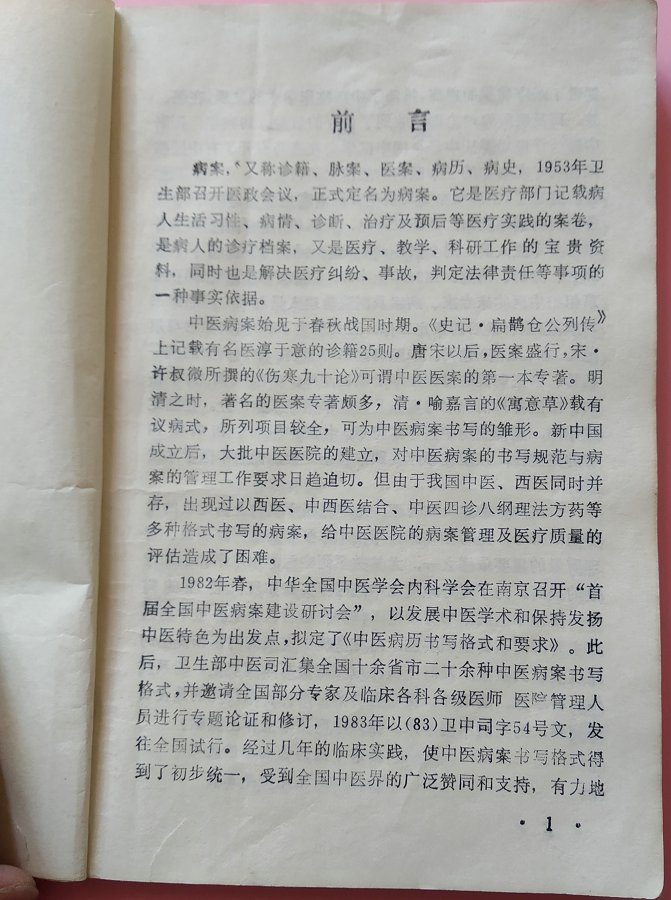 前言
病案，又称诊籍、脉案、医案、病历、病史，1953年卫
生部召开医政会议，正式定名为病案。它是医疗部门记载病
人生活习性、病情、诊断、治疗及预后等医疗实践的案卷，
是病人的诊疗档案，又是医疗、教学、科研工作的宝贵资
料，同时也是解决医疗纠纷、事故，判定法律责任等事项的
一种事实依据。
中医病案始见于春秋战国时期。《史记·扁鹊仓公列传》
上记载有名医淳于意的诊籍25则。唐宋以后，医案盛行，宋·
许叔微所撰的《伤寒九十论》可谓中医医案的第一本专著。明
清之时，著名的医案专著颇多，清·喻嘉言的《寓意草》载有
议病式，所列项目较全，可为中医病案书写的雏形。新中国
成立后，大批中医医院的建立，对中医病案的书写规范与病
案的管理工作要求日趋迫切。但由于我国中医、西医同时并
存，出现过以西医、中西医结合、中医四诊八纲理法方药等
多种格式书写的病案，给中医医院的病案管理及医疗质量的
评估造成了困难。
1982年春，中华全国中医学会内科学会在南京召开“首
届全国中医病案建设研讨会”，以发展中医学术和保持发扬
中医特色为出发点，拟定了《中医病历书写格式和要求》。此
后，卫生部中医司汇集全国十余省市二十余种中医病案书写
格式，并邀请全国部分专家及临床各科各级医师 医院管理人
员进行专题论证和修订，1983年以(83)卫中司字54号文，发
往全国试行。经过几年的临床实践，使中医病案书写格式得
到了初步统一，受到全国中医界的广泛赞同和支持，有力地
·1·